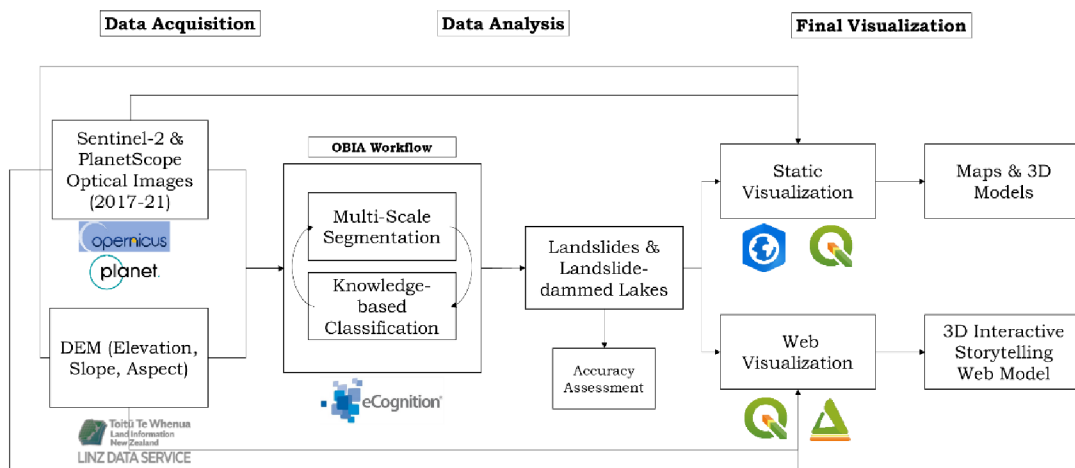 Data Acquisition
Data Analysis
Final Visualization
Sentinel-2 &
PlanetScope
Optical Images
(2017-21)
opernicus
planet.
DEM (Elevation,
Slope, Aspect)
Toitū Te Whenua
Land Information
New Zealand
LINZ DATA SERVICE
OBIA Workflow
Multi-Scale
Segmentation
Knowledge-
based
Classification
eCognition
Landslides &
Landslide-
dammed Lakes
Accuracy
Assessment
Static
Visualization
Maps & 3D
Models
Web
Visualization
3D Interactive
Storytelling
Web Model